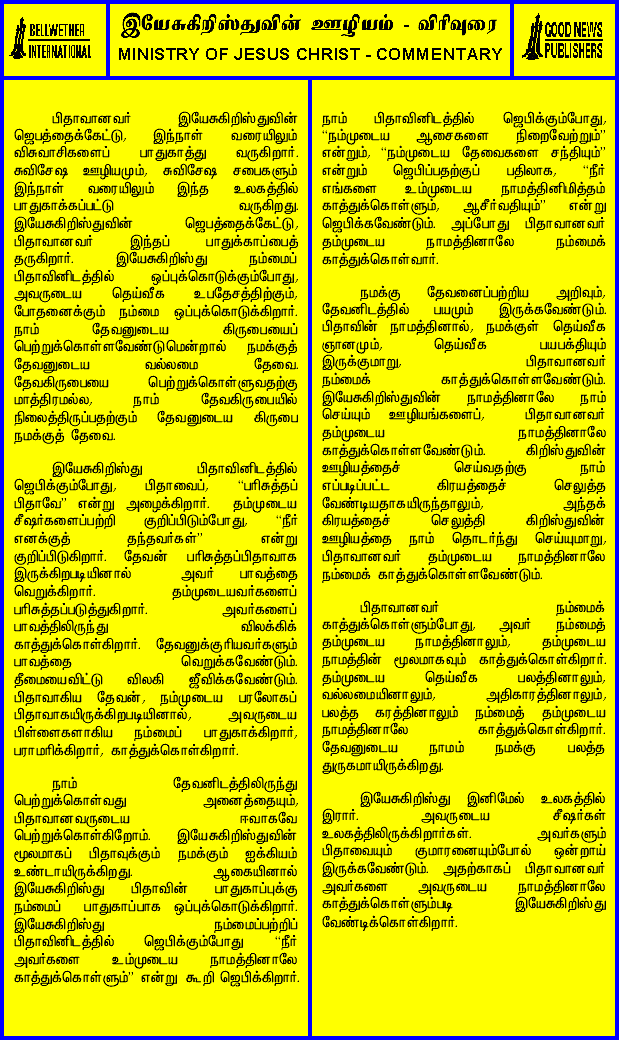 BELLWETHER
INTERNATIONAL
இயேசுகிறிஸ்துவின் ஊழியம் - விரிவுரை
MINISTRY OF JESUS CHRIST - COMMENTARY
GOOD NEWS
PUBLISHERS
பிதாவானவர் இயேசுகிறிஸ்துவின்
ஜெபத்தைக்கேட்டு, இந்நாள் வரையிலும்
விசுவாசிகளைப் பாதுகாத்து வருகிறார்.
சுவிசேஷ ஊழியமும், சுவிசேஷ சபைகளும்
இந்நாள் வரையிலும் இந்த உலகத்தில்
பாதுகாக்கப்பட்டு வருகிறது.
இயேசுகிறிஸ்துவின் ஜெபத்தைக்கேட்டு,
பிதாவானவர் இந்தப் பாதுகாப்பைத்
தருகிறார். இயேசுகிறிஸ்து நம்மைப்
பிதாவினிடத்தில் ஒப்புக்கொடுக்கும்போது,
அவருடைய தெய்வீக உபதேசத்திற்கும்,
போதனைக்கும் நம்மை ஒப்புக்கொடுக்கிறார்.
நாம் தேவனுடைய கிருபையைப்
பெற்றுக்கொள்ளவேண்டுமென்றால் நமக்குத்
தேவனுடைய வல்லமை தேவை.
தேவகிருபையை பெற்றுக்கொள்ளுவதற்கு
மாத்திரமல்ல, நாம் தேவகிருபையில்
நிலைத்திருப்பதற்கும் தேவனுடைய கிருபை
நமக்குத் தேவை.
இயேசுகிறிஸ்து பிதாவினிடத்தில்
ஜெபிக்கும்போது, பிதாவைப், “பரிசுத்தப்
பிதாவே” என்று அழைக்கிறார். தம்முடைய
சீஷர்களைப்பற்றி குறிப்பிடும்போது, “நீர்
எனக்குத் தந்தவர்கள்” என்று
குறிப்பிடுகிறார். தேவன் பரிசுத்தப்பிதாவாக
இருக்கிறபடியினால் அவர் பாவத்தை
வெறுக்கிறார். தம்முடையவர்களைப்
பரிசுத்தப்படுத்துகிறார். அவர்களைப்
பாவத்திலிருந்து விலக்கிக்
காத்துக்கொள்கிறார். தேவனுக்குரியவர்களும்
பாவத்தை வெறுக்கவேண்டும்.
தீமையைவிட்டு விலகி ஜீவிக்கவேண்டும்.
பிதாவாகிய தேவன், நம்முடைய பரலோகப்
பிதாவாகயிருக்கிறபடியினால், அவருடைய
பிள்ளைகளாகிய நம்மைப் பாதுகாக்கிறார்,
பராமரிக்கிறார், காத்துக்கொள்கிறார்.
நாம் தேவனிடத்திலிருந்து
பெற்றுக்கொள்வது அனைத்தையும்,
பிதாவானவருடைய ஈவாகவே
பெற்றுக்கொள்கிறோம். இயேசுகிறிஸ்துவின்
மூலமாகப் பிதாவுக்கும் நமக்கும் ஐக்கியம்
உண்டாயிருக்கிறது. ஆகையினால்
இயேசுகிறிஸ்து பிதாவின் பாதுகாப்புக்கு
நம்மைப் பாதுகாப்பாக ஒப்புக்கொடுக்கிறார்.
இயேசுகிறிஸ்து நம்மைப்பற்றிப்
பிதாவினிடத்தில் ஜெபிக்கும்போது “நீர்
அவர்களை உம்முடைய நாமத்தினாலே
காத்துக்கொள்ளும்” என்று கூறி ஜெபிக்கிறார்.
நாம் பிதாவினிடத்தில் ஜெபிக்கும்போது,
“நம்முடைய ஆசைகளை நிறைவேற்றும்”
என்றும், “நம்முடைய தேவைகளை சந்தியும்”
என்றும் ஜெபிப்பதற்குப் பதிலாக, “நீர்
எங்களை உம்முடைய நாமத்தினிமித்தம்
காத்துக்கொள்ளும், ஆசீர்வதியும்” என்று
ஜெபிக்கவேண்டும். அப்போது பிதாவானவர்
தம்முடைய நாமத்தினாலே நம்மைக்
காத்துக்கொள்வார்.
நமக்கு தேவனைப்பற்றிய அறிவும்,
தேவனிடத்தில் பயமும் இருக்கவேண்டும்.
பிதாவின் நாமத்தினால், நமக்குள் தெய்வீக
ஞானமும், தெய்வீக பயபக்தியும்
இருக்குமாறு, பிதாவானவர்
நம்மைக் காத்துக்கொள்ளவேண்டும்.
இயேசுகிறிஸ்துவின் நாமத்தினாலே நாம்
செய்யும் ஊழியங்களைப், பிதாவானவர்
தம்முடைய நாமத்தினாலே
காத்துக்கொள்ளவேண்டும். கிறிஸ்துவின்
ஊழியத்தைச் செய்வதற்கு நாம்
எப்படிப்பட்ட கிரயத்தைச் செலுத்த
வேண்டியதாகயிருந்தாலும், அந்தக்
கிரயத்தைச் செலுத்தி கிறிஸ்துவின்
ஊழியத்தை நாம் தொடர்ந்து செய்யுமாறு,
பிதாவானவர் தம்முடைய நாமத்தினாலே
நம்மைக் காத்துக்கொள்ளவேண்டும்.
பிதாவானவர் நம்மைக்
காத்துக்கொள்ளும்போது, அவர் நம்மைத்
தம்முடைய நாமத்தினாலும், தம்முடைய
நாமத்தின் மூலமாகவும் காத்துக்கொள்கிறார்.
தம்முடைய தெய்வீக பலத்தினாலும்,
வல்லமையினாலும், அதிகாரத்தினாலும்,
பலத்த கரத்தினாலும் நம்மைத் தம்முடைய
நாமத்தினாலே காத்துக்கொள்கிறார்.
தேவனுடைய நாமம் நமக்கு பலத்த
துருகமாயிருக்கிறது.
இயேசுகிறிஸ்து இனிமேல் உலகத்தில்
இரார். அவருடைய சீஷர்கள்
உலகத்திலிருக்கிறார்கள். அவர்களும்
பிதாவையும் குமாரனையும்போல் ஒன்றாய்
இருக்கவேண்டும். அதற்காகப் பிதாவானவர்
அவர்களை அவருடைய நாமத்தினாலே
காத்துக்கொள்ளும்படி இயேசுகிறிஸ்து
வேண்டிக்கொள்கிறார்.